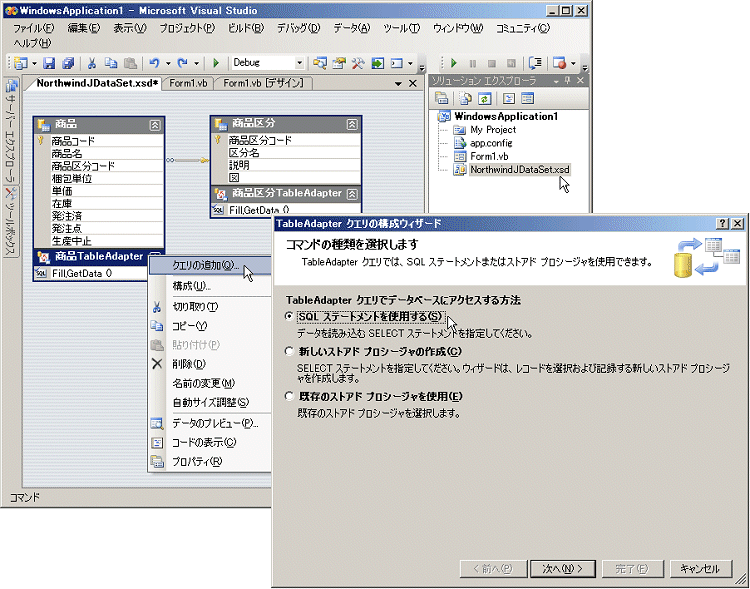 WindowsApplication1 - Microsoft Visual Studio
ファイル(F) 編集(E) 表示(V) プロジェクト(P) ビルド(B) デバッグ(D) データ(A) ツール(T) ウィンドウ(W) コミュニティ(C)
ヘルプ(H)
Debug
NorthwindJDataSet.xsd* Form1.vb Form1.vb [デザイン]
サーバー エクスプローラ
ツールボックス
商品
商品コード
商品名
商品区分コード
梱包単位
単価
在庫
発注済
発注点
生産中止
商品TableAdapter
Fill,GetData ()
商品区分
商品区分コード
区分名
説明
図
商品区分TableAdapter
Fill,GetData ()
クエリの追加(Q)...
構成(U)...
切り取り(T)
コピー(Y)
貼り付け(P)
削除(D)
名前の変更(M)
自動サイズ調整(S)
データのプレビュー(P)...
コードの表示(C)
プロパティ(R)
コマンド
ソリューション エクスプローラ
WindowsApplication1
My Project
app.config
Form1.vb
NorthwindJDataSet.xsd
TableAdapter クエリの構成ウィザード
コマンドの種類を選択します
TableAdapter クエリでは、SQL ステートメントまたはストアド プロシージャを使用できます。
TableAdapter クエリでデータベースにアクセスする方法
SQL ステートメントを使用する(S)
データを読み込む SELECT ステートメントを指定してください。
新しいストアド プロシージャの作成(C)
SELECT ステートメントを指定してください。ウィザードは、レコードを選択および記録する新しいストアド プロシージャ
を作成します。
既存のストアド プロシージャを使用(E)
既存のストアド プロシージャを選択します。
< 前へ(P) 次へ(N) > 完了(F) キャンセル